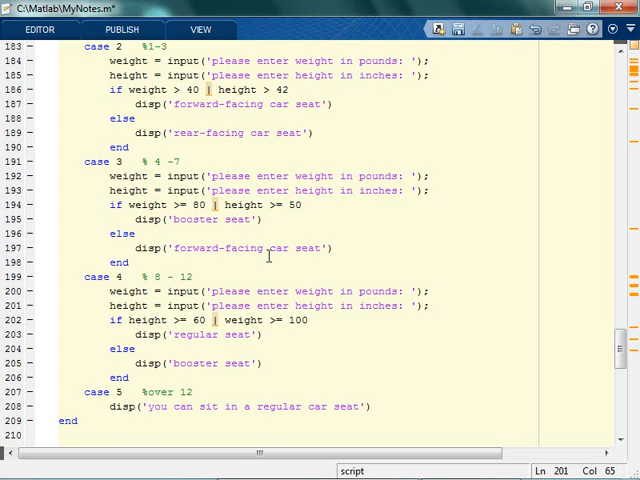 C:\Matlab\MyNotes.m*
EDITOR PUBLISH VIEW
183 case 2 %1-3
184 weight = input('please enter weight in pounds: ');
185 height = input('please enter height in inches: ');
186 if weight > 40 | height > 42
187 disp('forward-facing car seat')
188 else
189 disp('rear-facing car seat')
190 end
191 case 3 % 4 -7
192 weight = input('please enter weight in pounds: ');
193 height = input('please enter height in inches: ');
194 if weight >= 80 | height >= 50
195 disp('booster seat')
196 else
197 disp('forward-facing car seat')
198 end
199 case 4 % 8 - 12
200 weight = input('please enter weight in pounds: ');
201 height = input('please enter height in inches: ');
202 if height >= 60 | weight >= 100
203 disp('regular seat')
204 else
205 disp('booster seat')
206 end
207 case 5 %over 12
208 disp('you can sit in a regular car seat')
209 end
210
script Ln 201 Col 65